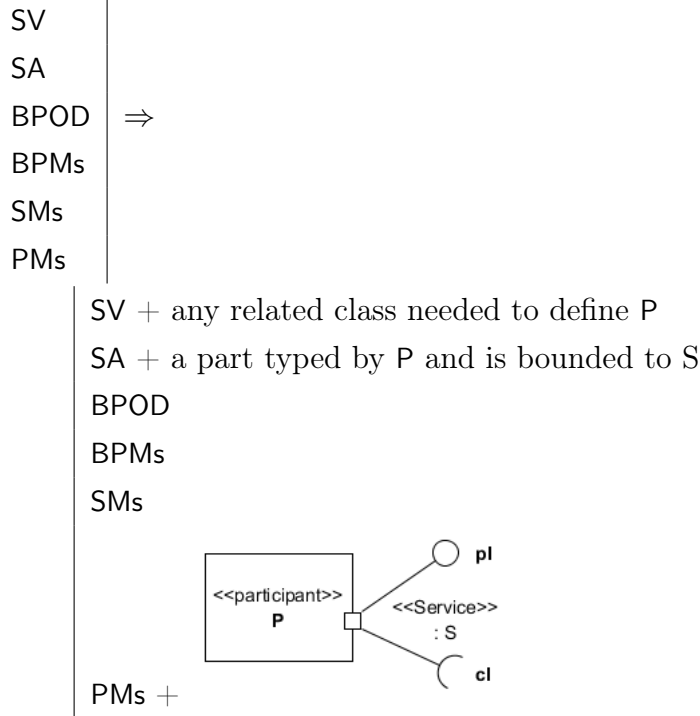 SV
SA
BPOD ⇒
BPMs
SMs
PMs
SV + any related class needed to define P
SA + a part typed by P and is bounded to S
BPOD
BPMs
SMs
pI
<<participant>> <<Service>>
P : S
cI
PMs +